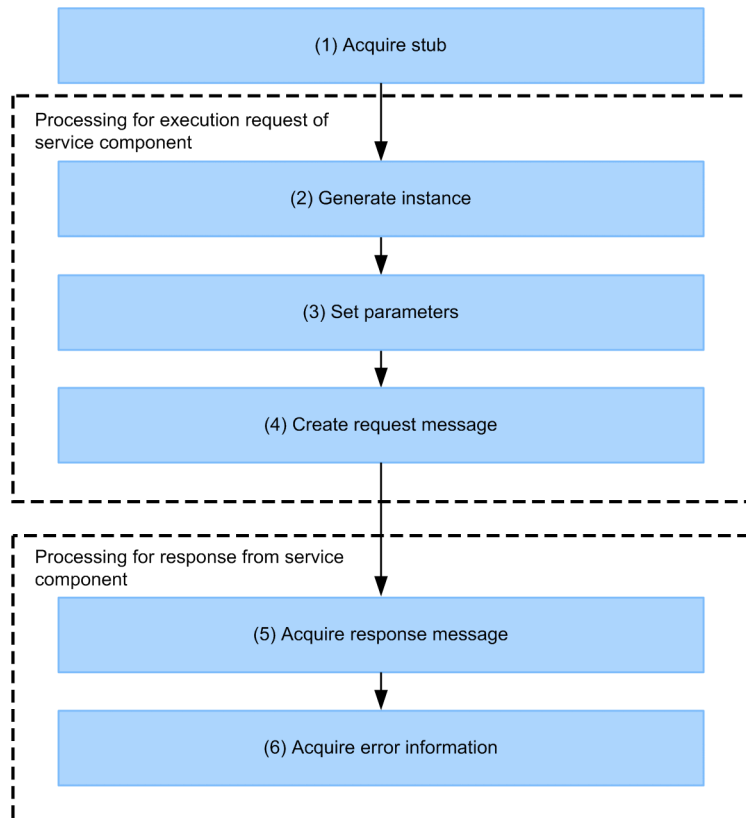 (1) Acquire stub
Processing for execution request of
service component
(2) Generate instance
(3) Set parameters
(4) Create request message
Processing for response from service
component
(5) Acquire response message
(6) Acquire error information